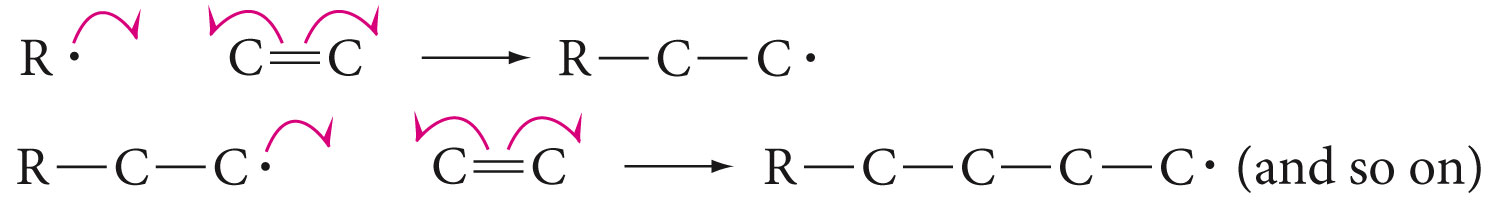 R· C=C → R—C—C·
R—C—C· C=C → R—C—C—C—C· (and so on)